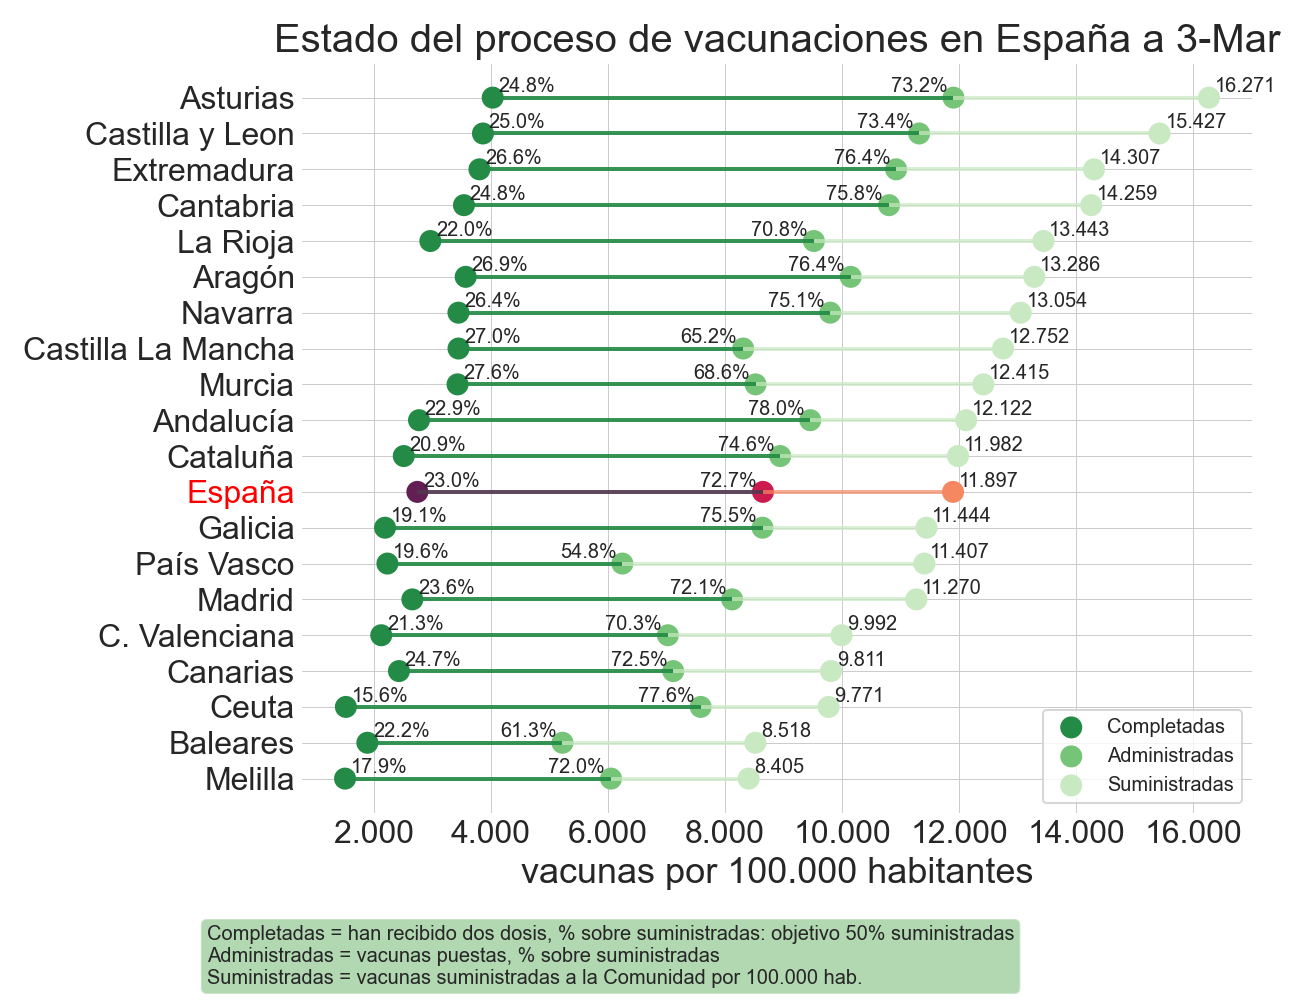 Estado del proceso de vacunaciones en España a 3-Mar
Asturias 24.8% 73.2% 16.271
Castilla y Leon 25.0% 73.4% 15.427
Extremadura 26.6% 76.4% 14.307
Cantabria 24.8% 75.8% 14.259
La Rioja 22.0% 70.8% 13.443
Aragón 26.9% 76.4% 13.286
Navarra 26.4% 75.1% 13.054
Castilla La Mancha 27.0% 65.2% 12.752
Murcia 27.6% 68.6% 12.415
Andalucía 22.9% 78.0% 12.122
Cataluña 20.9% 74.6% 11.982
España 23.0% 72.7% 11.897
Galicia 19.1% 75.5% 11.444
País Vasco 19.6% 54.8% 11.407
Madrid 23.6% 72.1% 11.270
C. Valenciana 21.3% 70.3% 9.992
Canarias 24.7% 72.5% 9.811
Ceuta 15.6% 77.6% 9.771
Baleares 22.2% 61.3% 8.518
Melilla 17.9% 72.0% 8.405
Completadas
Administradas
Suministradas
2.000 4.000 6.000 8.000 10.000 12.000 14.000 16.000
vacunas por 100.000 habitantes
Completadas = han recibido dos dosis, % sobre suministradas: objetivo 50% suministradas
Administradas = vacunas puestas, % sobre suministradas
Suministradas = vacunas suministradas a la Comunidad por 100.000 hab.